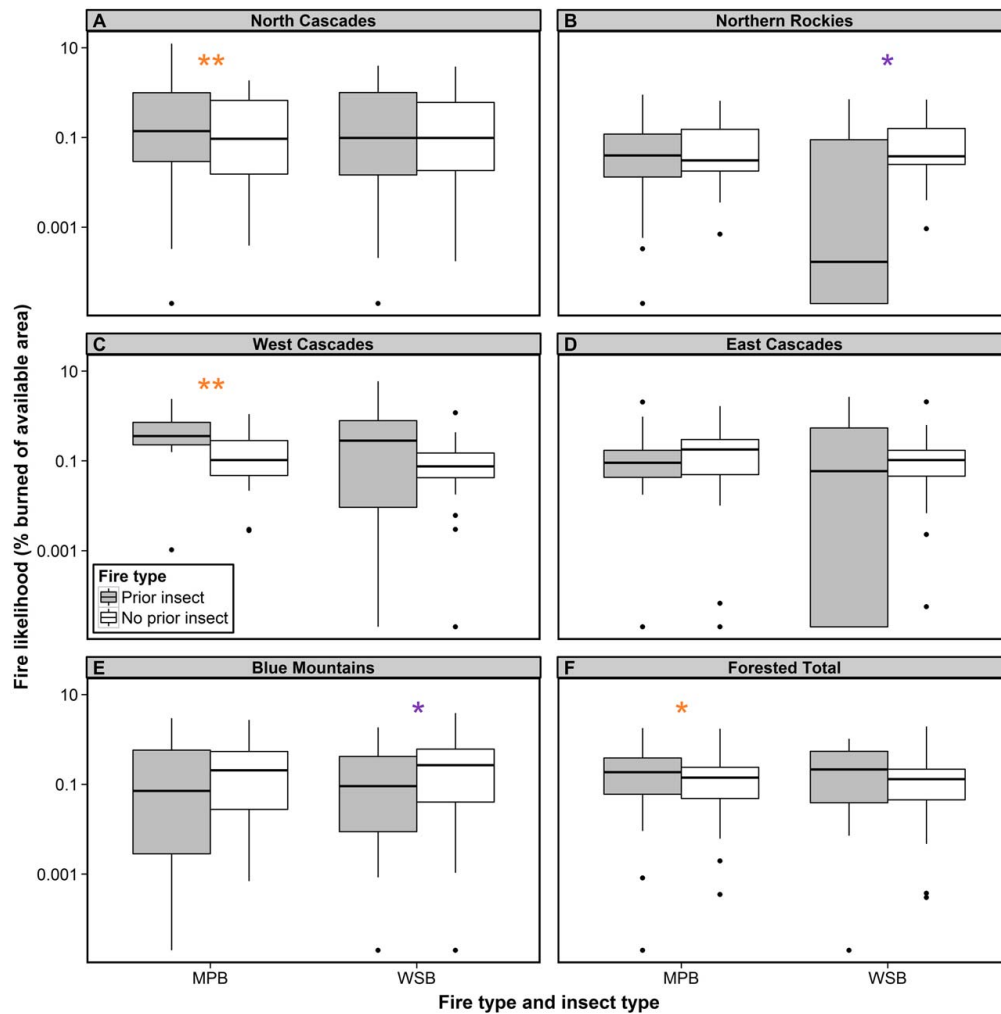 A North Cascades
B Northern Rockies
10
0.1
0.001
**
*
C West Cascades
D East Cascades
10
0.1
0.001
**
Fire type
Prior insect
No prior insect
E Blue Mountains
F Forested Total
10
0.1
0.001
*
*
MPB WSB
MPB WSB
Fire type and insect type
Fire likelihood (% burned of available area)